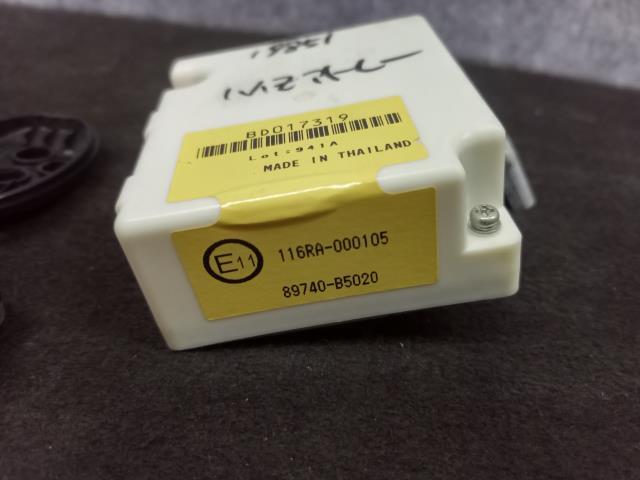 BD017319
Lot:941A
MADE IN THAILAND
E11
116RA-000105
89740-B5020